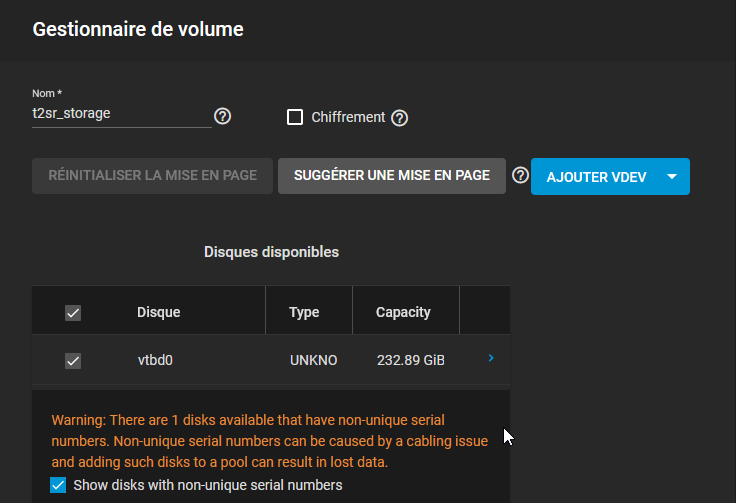 Gestionnaire de volume
Nom *
t2sr_storage
Chiffrement
RÉINITIALISER LA MISE EN PAGE
SUGGÉRER UNE MISE EN PAGE
AJOUTER VDEV
Disques disponibles
Disque Type Capacity
vtbd0 UNKNO 232.89 GiB
Warning: There are 1 disks available that have non-unique serial
numbers. Non-unique serial numbers can be caused by a cabling issue
and adding such disks to a pool can result in lost data.
Show disks with non-unique serial numbers